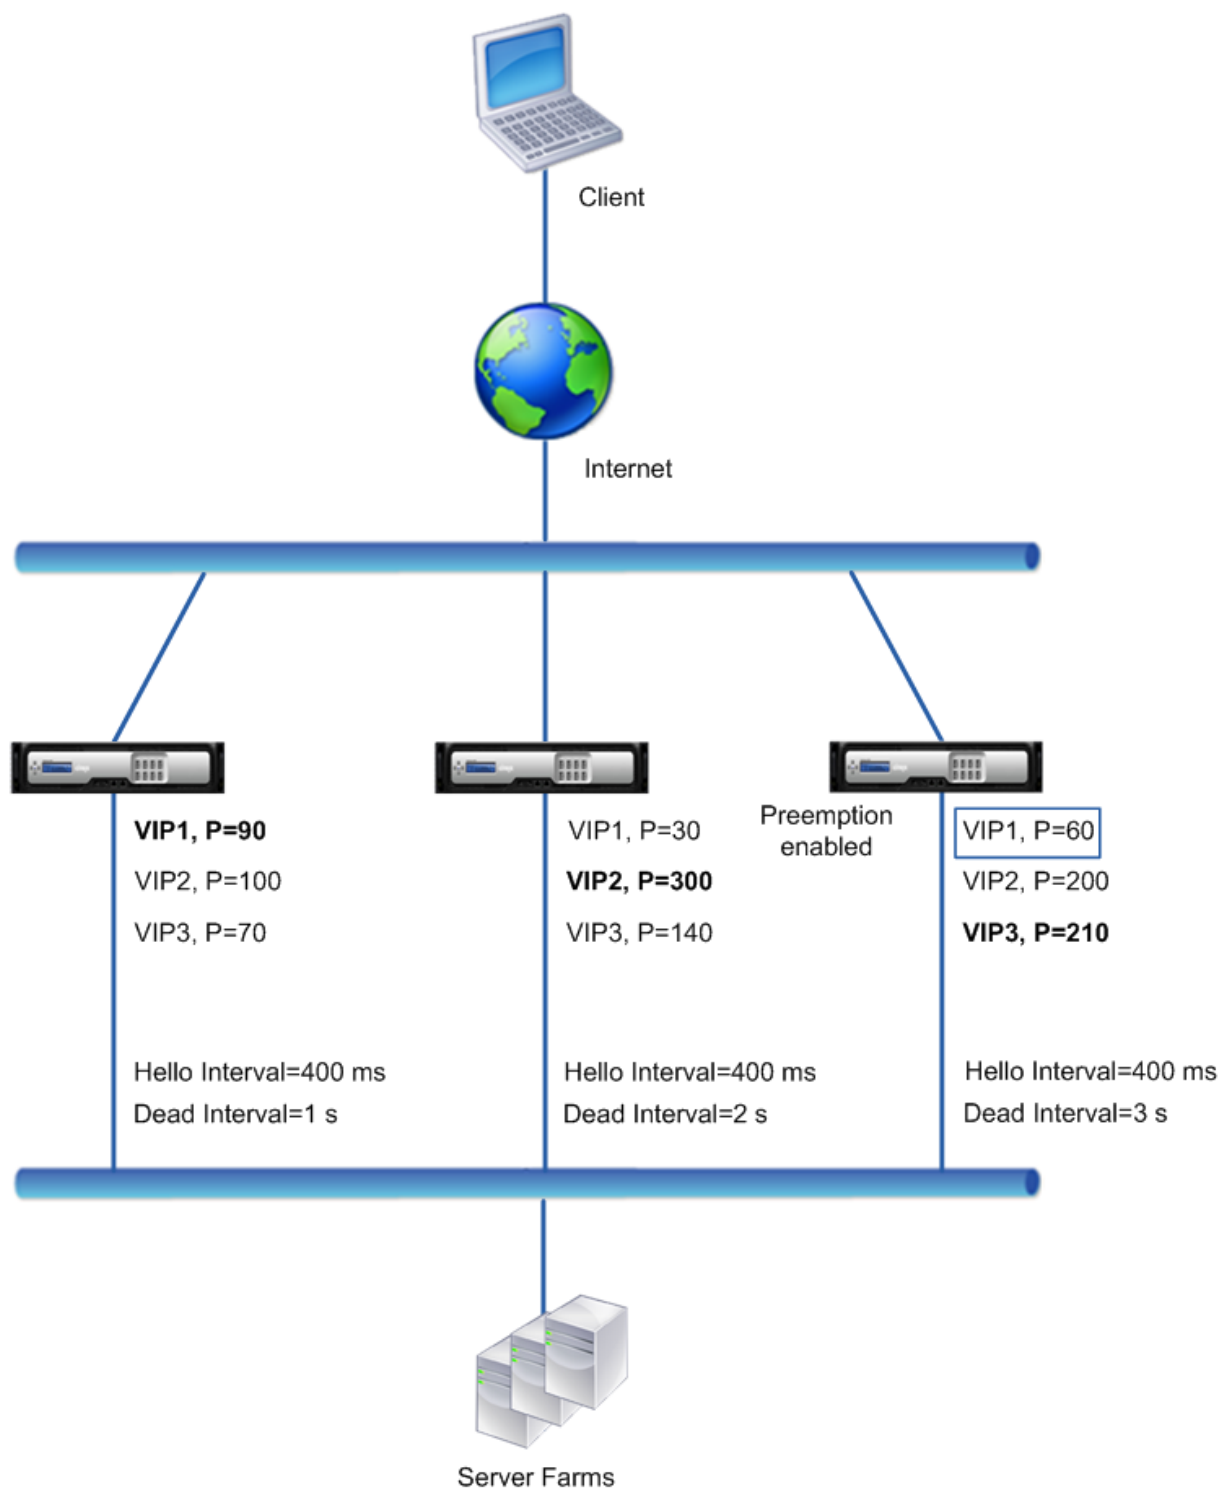 Client
Internet
VIP1, P=90
VIP2, P=100
VIP3, P=70
Hello Interval=400 ms
Dead Interval=1 s
VIP1, P=30
VIP2, P=300
VIP3, P=140
Hello Interval=400 ms
Dead Interval=2 s
Preemption
enabled
VIP1, P=60
VIP2, P=200
VIP3, P=210
Hello Interval=400 ms
Dead Interval=3 s
Server Farms